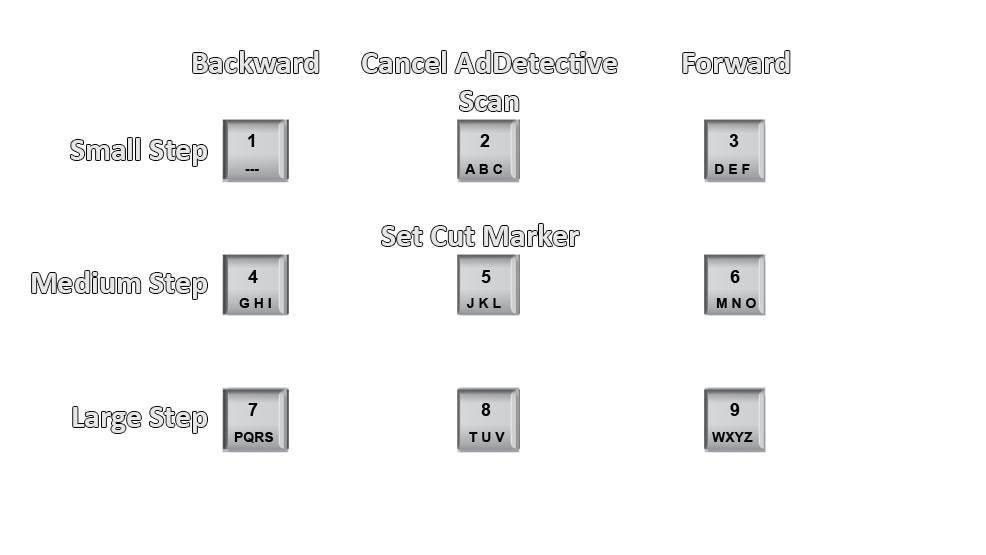 Backward Cancel AdDetective Forward
Scan
Small Step 1 2 3
--- ABC DEF
Set Cut Marker
Medium Step 4 5 6
GHI JKL MNO
Large Step 7 8 9
PQRS TUV WXYZ